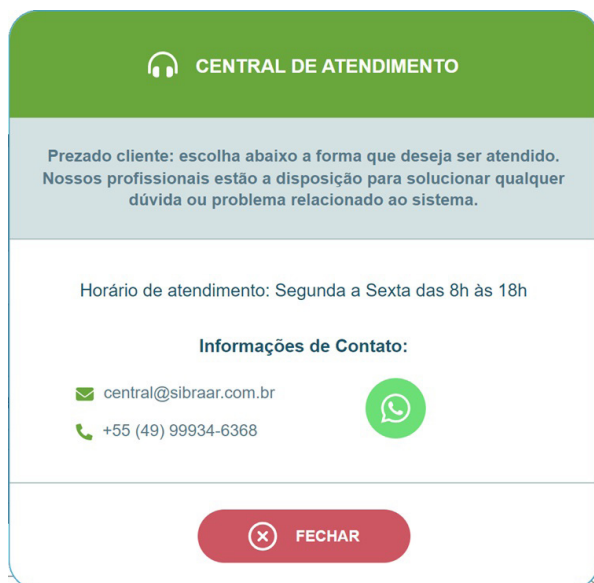 CENTRAL DE ATENDIMENTO
Prezado cliente: escolha abaixo a forma que deseja ser atendido.
Nossos profissionais estão a disposição para solucionar qualquer
dúvida ou problema relacionado ao sistema.
Horário de atendimento: Segunda a Sexta das 8h às 18h
Informações de Contato:
central@sibraar.com.br
+55 (49) 99934-6368
FECHAR